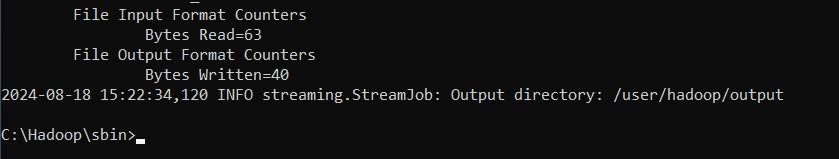 File Input Format Counters
Bytes Read=63
File Output Format Counters
Bytes Written=40
2024-08-18 15:22:34,120 INFO streaming.StreamJob: Output directory: /user/hadoop/output
C:\Hadoop\sbin>